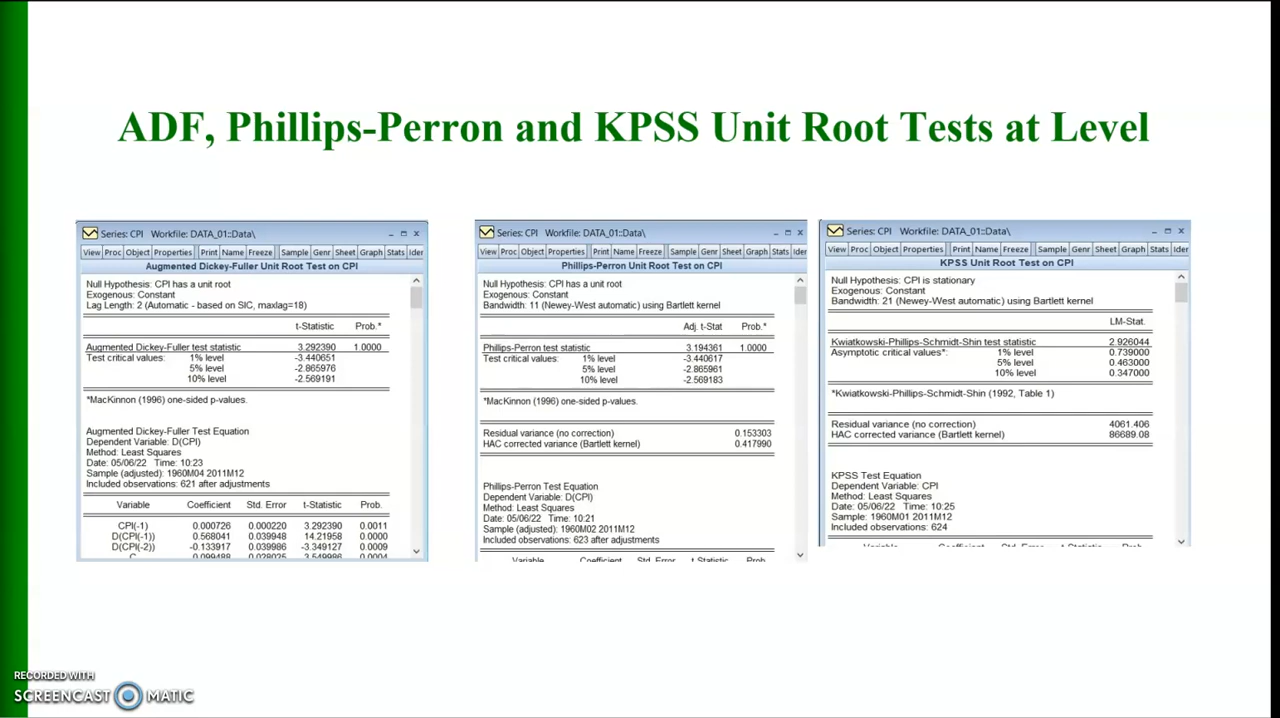 ADF, Phillips-Perron and KPSS Unit Root Tests at Level
Series: CPI Workfile: DATA_01::Data\
View Proc Object Properties Print Name Freeze Sample Genr Sheet Graph Stats Ider
Augmented Dickey-Fuller Unit Root Test on CPI
Null Hypothesis: CPI has a unit root
Exogenous: Constant
Lag Length: 2 (Automatic - based on SIC, maxlag=18)
t-Statistic Prob.*
Augmented Dickey-Fuller test statistic 3.292390 1.0000
Test critical values: 1% level -3.440651
5% level -2.865976
10% level -2.569191
*MacKinnon (1996) one-sided p-values.
Augmented Dickey-Fuller Test Equation
Dependent Variable: D(CPI)
Method: Least Squares
Date: 05/06/22 Time: 10:23
Sample (adjusted): 1960M04 2011M12
Included observations: 621 after adjustments
Variable Coefficient Std. Error t-Statistic Prob.
CPI(-1) 0.000726 0.000220 3.292390 0.0011
D(CPI(-1)) 0.568041 0.039948 14.21958 0.0000
D(CPI(-2)) -0.133917 0.039986 -3.349127 0.0009
C 0.099488 0.028025 3.549986 0.0004
Series: CPI Workfile: DATA_01::Data\
View Proc Object Properties Print Name Freeze Sample Genr Sheet Graph Stats Ider
Phillips-Perron Unit Root Test on CPI
Null Hypothesis: CPI has a unit root
Exogenous: Constant
Bandwidth: 11 (Newey-West automatic) using Bartlett kernel
Adj. t-Stat Prob.*
Phillips-Perron test statistic 3.194361 1.0000
Test critical values: 1% level -3.440617
5% level -2.865961
10% level -2.569183
*MacKinnon (1996) one-sided p-values.
Residual variance (no correction) 0.153303
HAC corrected variance (Bartlett kernel) 0.417990
Phillips-Perron Test Equation
Dependent Variable: D(CPI)
Method: Least Squares
Date: 05/06/22 Time: 10:21
Sample (adjusted): 1960M02 2011M12
Included observations: 623 after adjustments
Variable Coefficient Std. Error t-Statistic Prob.
Series: CPI Workfile: DATA_01::Data\
View Proc Object Properties Print Name Freeze Sample Genr Sheet Graph Stats Iden
KPSS Unit Root Test on CPI
Null Hypothesis: CPI is stationary
Exogenous: Constant
Bandwidth: 21 (Newey-West automatic) using Bartlett kernel
LM-Stat.
Kwiatkowski-Phillips-Schmidt-Shin test statistic 2.926044
Asymptotic critical values*: 1% level 0.739000
5% level 0.463000
10% level 0.347000
*Kwiatkowski-Phillips-Schmidt-Shin (1992, Table 1)
Residual variance (no correction) 4061.406
HAC corrected variance (Bartlett kernel) 86689.08
KPSS Test Equation
Dependent Variable: CPI
Method: Least Squares
Date: 05/06/22 Time: 10:25
Sample: 1960M01 2011M12
Included observations: 624
RECORDED WITH
SCREENCAST MATIC